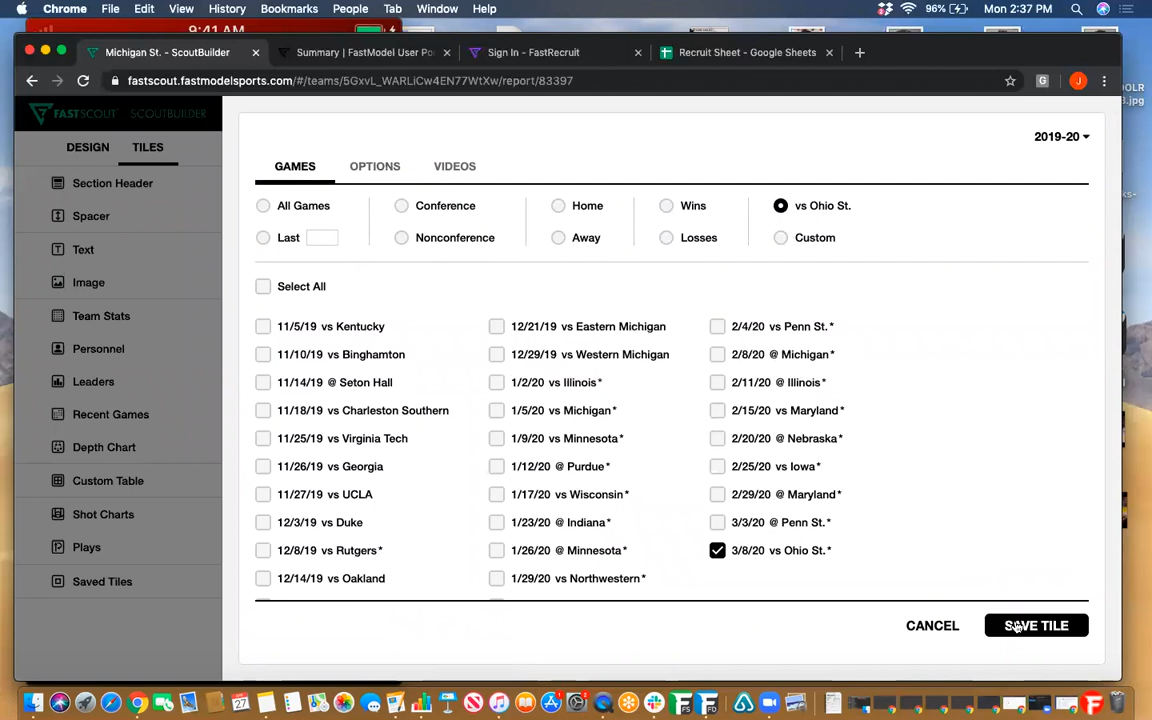 Chrome File Edit View History Bookmarks People Tab Window Help 96% Mon 2:37 PM
9:41 AM
Michigan St. - ScoutBuilder Summary | FastModel User Po Sign In - FastRecruit Recruit Sheet - Google Sheets
fastscout.fastmodelsports.com/#/teams/5GxvL_WARLiCw4EN77WtXw/report/83397 G J
FASTSCOUT SCOUTBUILDER
DESIGN TILES
2019-20
GAMES OPTIONS VIDEOS
Section Header
Spacer
Text
Image
Team Stats
Personnel
Leaders
Recent Games
Depth Chart
Custom Table
Shot Charts
Plays
Saved Tiles
All Games Conference Home Wins vs Ohio St.
Last Nonconference Away Losses Custom
Select All
11/5/19 vs Kentucky
11/10/19 vs Binghamton
11/14/19 @ Seton Hall
11/18/19 vs Charleston Southern
11/25/19 vs Virginia Tech
11/26/19 vs Georgia
11/27/19 vs UCLA
12/3/19 vs Duke
12/8/19 vs Rutgers*
12/14/19 vs Oakland
12/21/19 vs Eastern Michigan
12/29/19 vs Western Michigan
1/2/20 vs Illinois*
1/5/20 vs Michigan*
1/9/20 vs Minnesota*
1/12/20 @ Purdue*
1/17/20 vs Wisconsin*
1/23/20 @ Indiana*
1/26/20 @ Minnesota*
1/29/20 vs Northwestern*
2/4/20 vs Penn St.*
2/8/20 @ Michigan*
2/11/20 @ Illinois*
2/15/20 vs Maryland*
2/20/20 @ Nebraska*
2/25/20 vs Iowa*
2/29/20 @ Maryland*
3/3/20 @ Penn St.*
3/8/20 vs Ohio St.*
CANCEL SAVE TILE